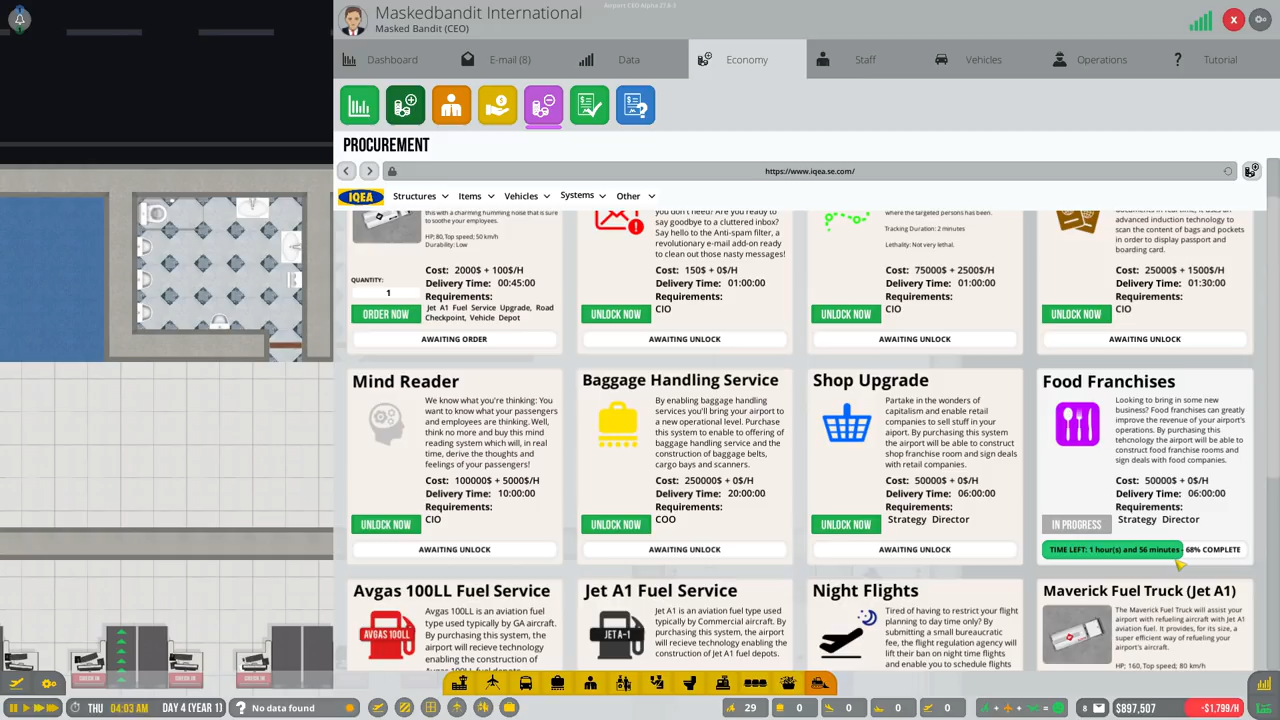 Airport CEO Alpha 27.6-3
Maskedbandit International
Masked Bandit (CEO)
X
Dashboard
E-mail (8)
Data
Economy
Staff
Vehicles
Operations
? Tutorial
PROCUREMENT
https://www.iqea.se.com/
IQEA
Structures
Items
Vehicles
Systems
Other
this with a charming humming noise that is sure
to soothe your employees.
HP; 80,Top speed; 50 km/h
Durability: Low
QUANTITY:
1
Cost: 2000$ + 100$/H
Delivery Time: 00:45:00
Requirements:
Jet A1 Fuel Service Upgrade, Road
Checkpoint, Vehicle Depot
ORDER NOW
AWAITING ORDER
you don't need? Are you ready to
say goodbye to a cluttered inbox?
Say hello to the Anti-spam filter, a
revolutionary e-mail add-on ready
to clean out those nasty messages!
Cost: 150$ + 0$/H
Delivery Time: 01:00:00
Requirements:
CIO
UNLOCK NOW
AWAITING UNLOCK
where the targeted persons has been.
Tracking Duration: 2 minutes
Lethality: Not very lethal.
Cost: 75000$ + 2500$/H
Delivery Time: 01:00:00
Requirements:
CIO
UNLOCK NOW
AWAITING UNLOCK
advanced induction technology to
scan the content of bags and pockets
in order to display passport and
boarding card.
Cost: 25000$ + 1500$/H
Delivery Time: 01:30:00
Requirements:
CIO
UNLOCK NOW
AWAITING UNLOCK
Mind Reader
We know what you're thinking: You
want to know what your passengers
and employees are thinking. Well,
think no more and buy this mind
reading system which will, in real
time, derive the thoughts and
feelings of your passengers!
Cost: 100000$ + 5000$/H
Delivery Time: 10:00:00
Requirements:
CIO
UNLOCK NOW
AWAITING UNLOCK
Baggage Handling Service
By enabling baggage handling
services you'll bring your airport to
a new operational level. Purchase
this system to enable to offering of
baggage handling service and the
construction of baggage belts,
cargo bays and scanners.
Cost: 250000$ + 0$/H
Delivery Time: 20:00:00
Requirements:
COO
UNLOCK NOW
AWAITING UNLOCK
Shop Upgrade
Partake in the wonders of
capitalism and enable retail
companies to sell stuff in your
aiport. By purchasing this system
the airport will be able to construct
shop franchise room and sign deals
with retail companies.
Cost: 50000$ + 0$/H
Delivery Time: 06:00:00
Requirements:
Strategy Director
UNLOCK NOW
AWAITING UNLOCK
Food Franchises
Looking to bring in some new
business? Food franchises can greatly
improve the revenue of your airport's
operations. By purchasing this
tehcnology the airport will be able to
construct food franchise rooms and
sign deals with food companies.
Cost: 50000$ + 0$/H
Delivery Time: 06:00:00
Requirements:
Strategy Director
IN PROGRESS
TIME LEFT: 1 hour(s) and 56 minutes - 68% COMPLETE
Avgas 100LL Fuel Service
AVGAS 100LL
Avgas 100LL is an aviation fuel
type used typically by GA aircraft.
By purchasing this system, the
airport will recieve technology
enabling the construction of
Jet A1 Fuel Service
JET A-1
Jet A1 is an aviation fuel type used
typically by Commercial aircraft. By
purchasing this system, the airport
will recieve technology enabling the
construction of Jet A1 fuel depots.
Night Flights
Tired of having to restrict your flight
planning to day time only? By
submitting a small bureaucratic
fee, the flight regulation agency will
lift their ban on night time flights
and enable you to schedule flights
Maverick Fuel Truck (Jet A1)
The Maverick Fuel Truck will assist your
airport with refueling aircraft with Jet A1
aviation fuel. It provides, for its size, a
super efficient way of refueling your
airport's aircraft.
HP; 160,Top speed; 80 km/h
CHECK IN
CHECK IN
CHECK IN
THU 04:03 AM DAY 4 (YEAR 1)
? No data found
29
0
0
0
0
8
$897,507
-$1,799/H